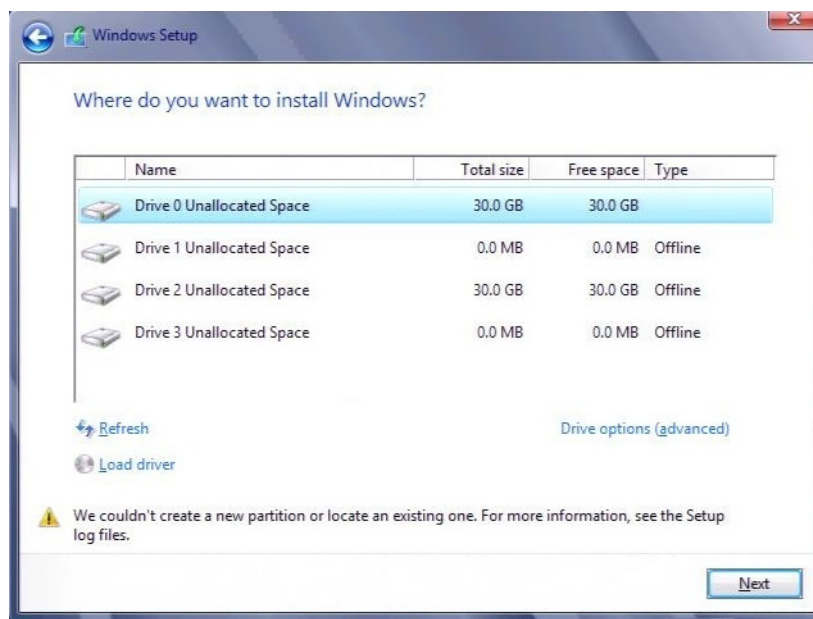 Windows Setup
Where do you want to install Windows?
Name Total size Free space Type
Drive 0 Unallocated Space 30.0 GB 30.0 GB
Drive 1 Unallocated Space 0.0 MB 0.0 MB Offline
Drive 2 Unallocated Space 30.0 GB 30.0 GB Offline
Drive 3 Unallocated Space 0.0 MB 0.0 MB Offline
Refresh Drive options (advanced)
Load driver
We couldn't create a new partition or locate an existing one. For more information, see the Setup
log files.
Next